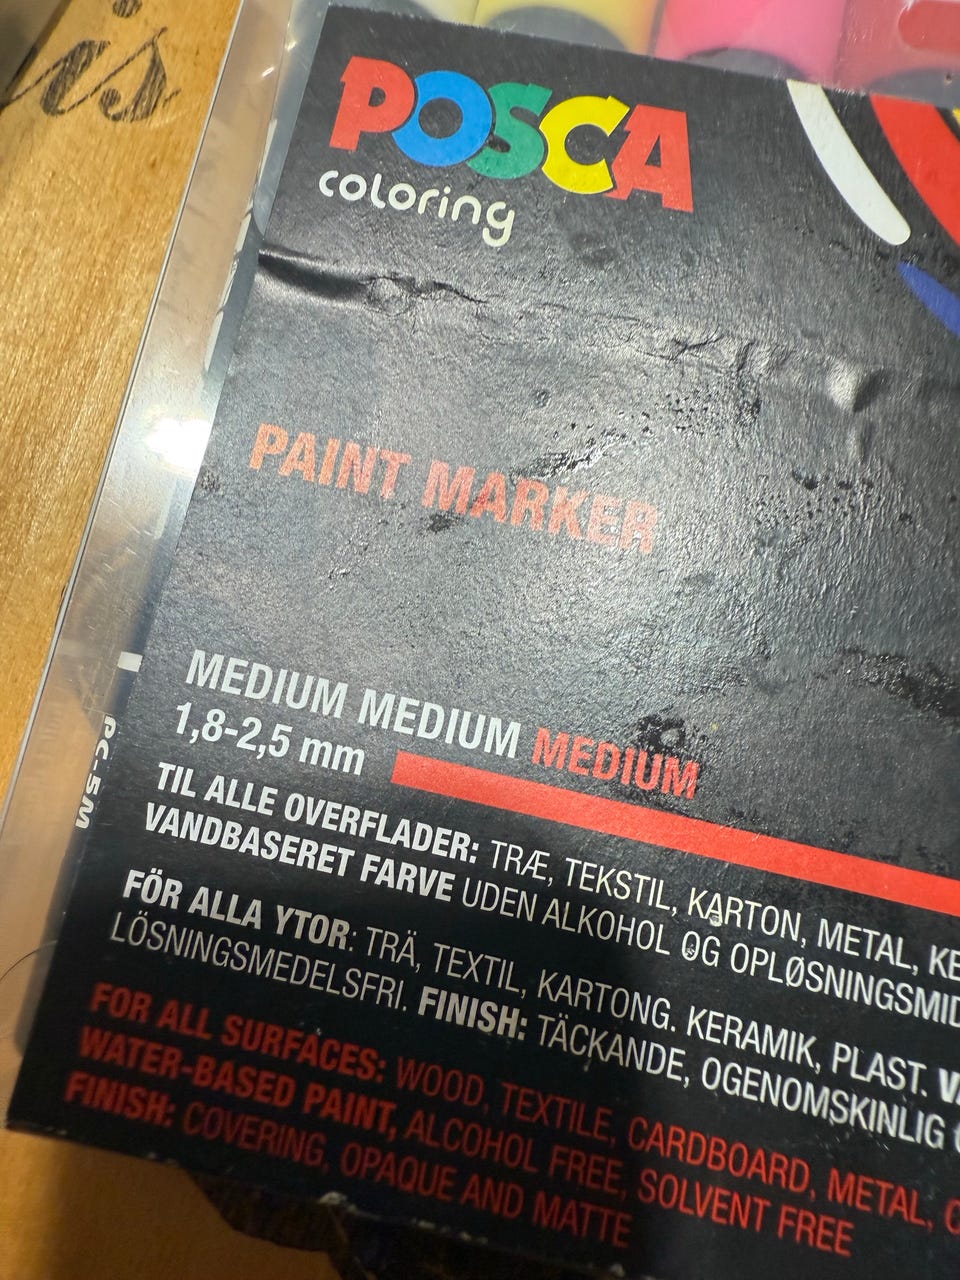 is
POSCA
coloring
PAINT MARKER
MEDIUM MEDIUM MEDIUM
1,8-2,5 mm
PC-5M
TIL ALLE OVERFLADER: TRÆ, TEKSTIL, KARTON, METAL, KE
VANDBASERET FARVE UDEN ALKOHOL OG OPLØSNINGSMID
FÖR ALLA YTOR: TRÄ, TEXTIL, KARTONG. KERAMIK, PLAST. VA
LÖSNINGSMEDELSFRI. FINISH: TÄCKANDE, OGENOMSKINLIG O
FOR ALL SURFACES: WOOD, TEXTILE, CARDBOARD, METAL, C
WATER-BASED PAINT, ALCOHOL FREE, SOLVENT FREE
FINISH: COVERING, OPAQUE AND MATTE